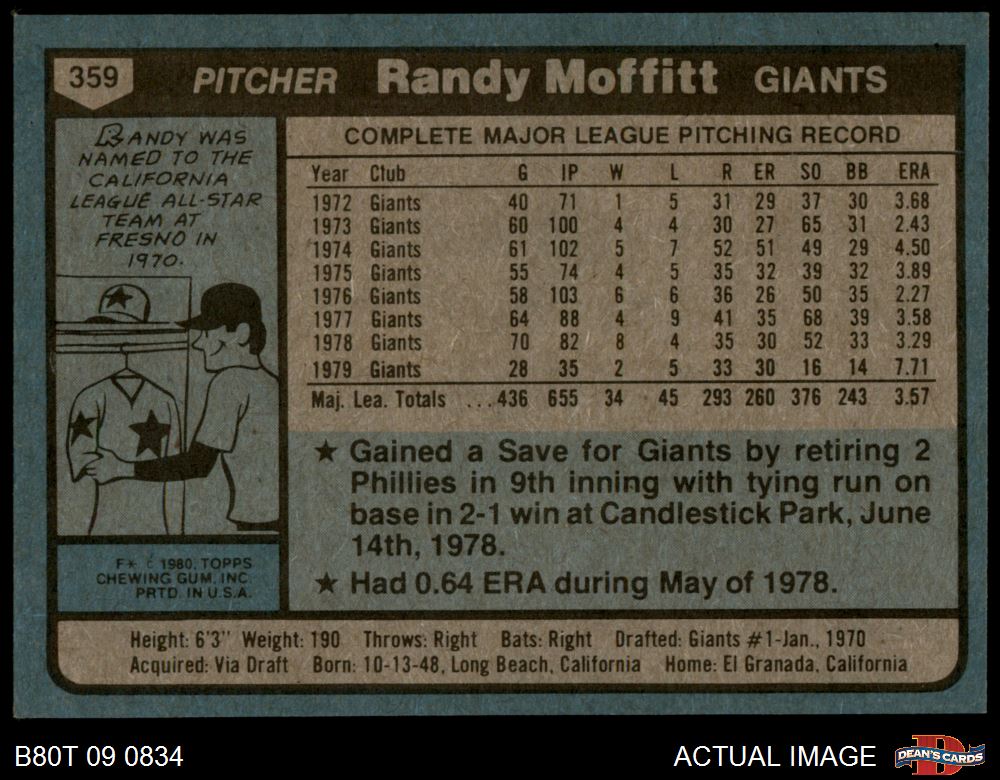 359 PITCHER Randy Moffitt GIANTS
RANDY WAS
NAMED TO THE
CALIFORNIA
LEAGUE ALL-STAR
TEAM AT
FRESNO IN
1970.
COMPLETE MAJOR LEAGUE PITCHING RECORD
Year Club G IP W L R ER SO BB ERA
1972 Giants 40 71 1 5 31 29 37 30 3.68
1973 Giants 60 100 4 4 30 27 65 31 2.43
1974 Giants 61 102 5 7 52 51 49 29 4.50
1975 Giants 55 74 4 5 35 32 39 32 3.89
1976 Giants 58 103 6 6 36 26 50 35 2.27
1977 Giants 64 88 4 9 41 35 68 39 3.58
1978 Giants 70 82 8 4 35 30 52 33 3.29
1979 Giants 28 35 2 5 33 30 16 14 7.71
Maj. Lea. Totals ...436 655 34 45 293 260 376 243 3.57
★ Gained a Save for Giants by retiring 2
Phillies in 9th inning with tying run on
base in 2-1 win at Candlestick Park, June
14th, 1978.
★ Had 0.64 ERA during May of 1978.
F* © 1980, TOPPS
CHEWING GUM, INC.
PRTD. IN U.S.A.
Height: 6'3" Weight: 190 Throws: Right Bats: Right Drafted: Giants #1-Jan., 1970
Acquired: Via Draft Born: 10-13-48, Long Beach, California Home: El Granada, California
B80T 09 0834 ACTUAL IMAGE DEAN'S CARDS